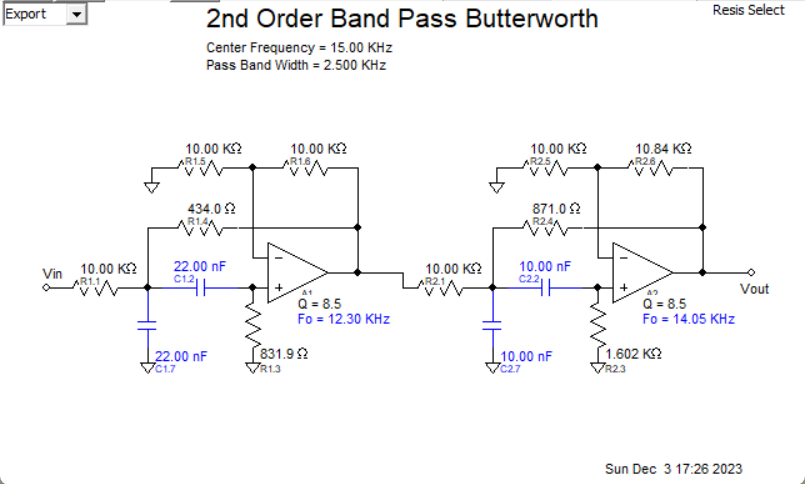 Export
Resis Select
2nd Order Band Pass Butterworth
Center Frequency = 15.00 KHz
Pass Band Width = 2.500 KHz
10.00 KΩ
R1.5
10.00 KΩ
R1.6
10.00 KΩ
R2.5
10.84 KΩ
R2.6
434.0 Ω
R1.4
871.0 Ω
R2.4
Vin
10.00 KΩ
R1.1
22.00 nF
C1.2
10.00 KΩ
R2.1
10.00 nF
C2.2
Vout
A1
Q = 8.5
Fo = 12.30 KHz
A2
Q = 8.5
Fo = 14.05 KHz
22.00 nF
C1.7
831.9 Ω
R1.3
10.00 nF
C2.7
1.602 KΩ
R2.3
Sun Dec 3 17:26 2023